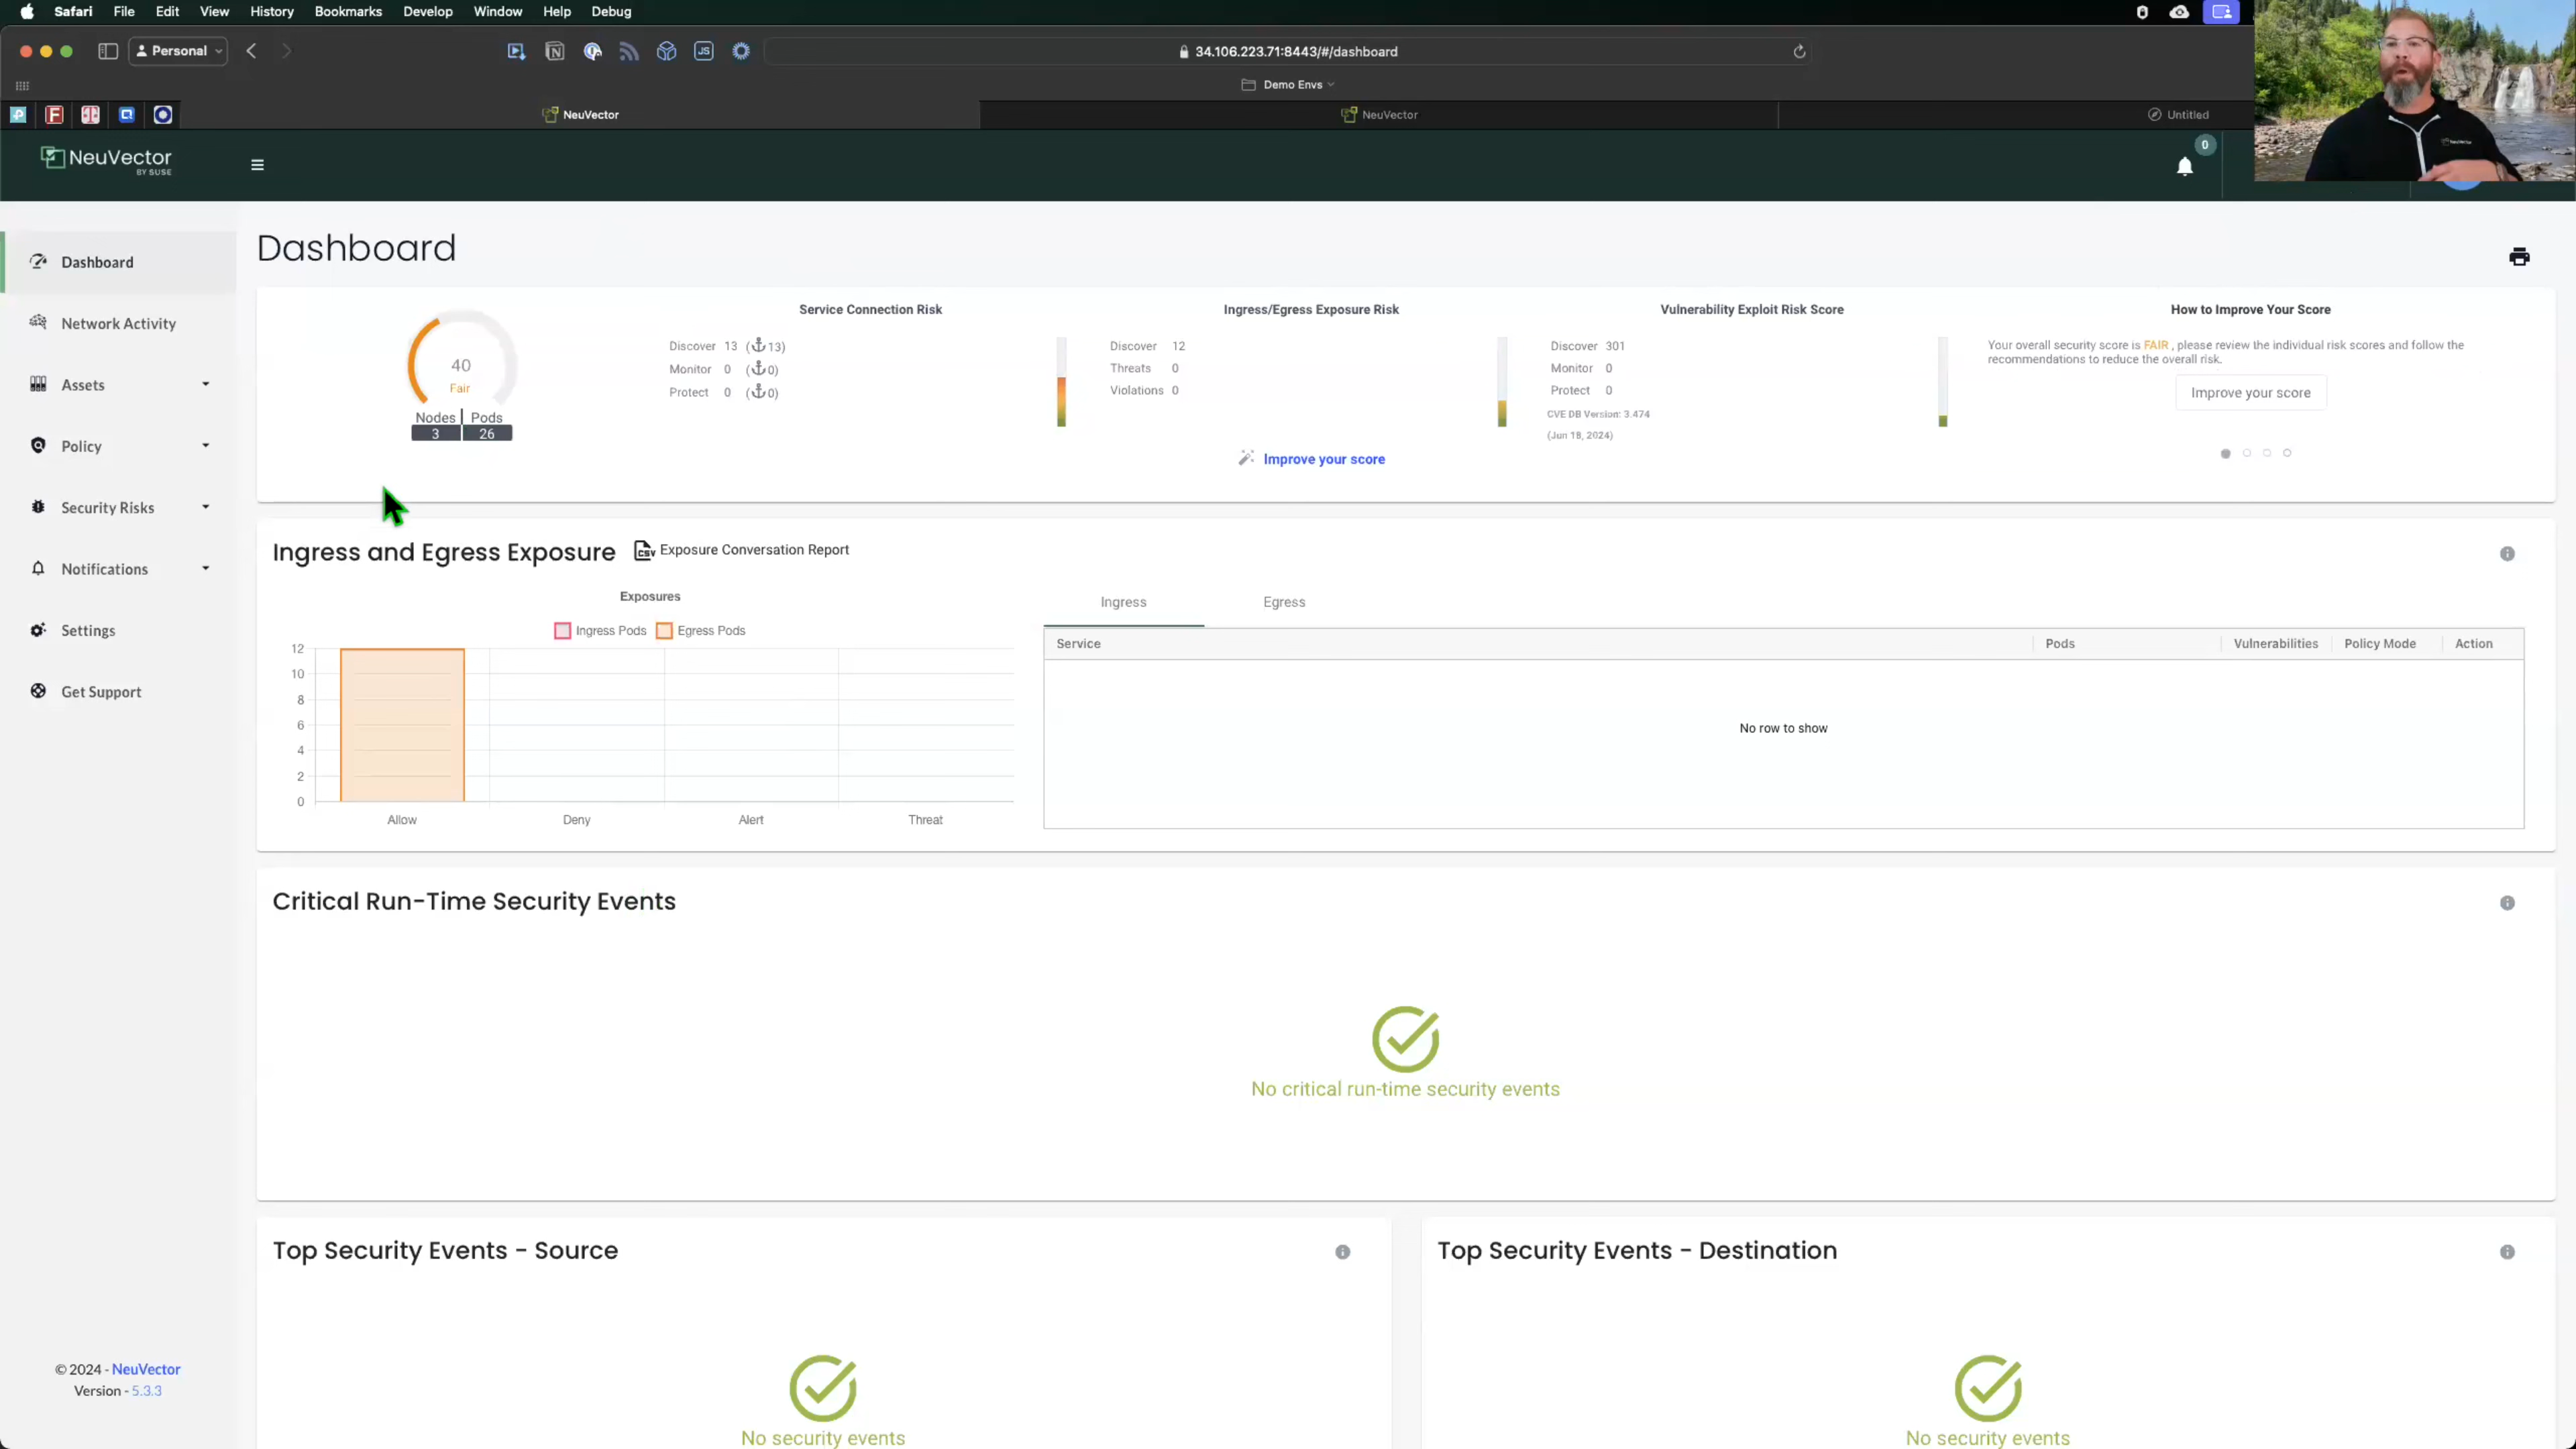 Safari File Edit View History Bookmarks Develop Window Help Debug
Personal
JS
34.106.223.71:8443/#/dashboard
Demo Envs
NeuVector
NeuVector
Untitled
NeuVector
BY SUSE
0
Dashboard
Network Activity
Assets
Policy
Security Risks
Notifications
Settings
Get Support
Dashboard
40
Fair
Nodes Pods
3 26
Service Connection Risk
Discover 13 (13)
Monitor 0 (0)
Protect 0 (0)
Ingress/Egress Exposure Risk
Discover 12
Threats 0
Violations 0
Vulnerability Exploit Risk Score
Discover 301
Monitor 0
Protect 0
CVE DB Version: 3.474
(Jun 18, 2024)
Improve your score
How to Improve Your Score
Your overall security score is FAIR , please review the individual risk scores and follow the
recommendations to reduce the overall risk.
Improve your score
Ingress and Egress Exposure
CSV
Exposure Conversation Report
Exposures
Ingress Pods Egress Pods
12
10
8
6
4
2
0
Allow Deny Alert Threat
Ingress Egress
Service Pods Vulnerabilities Policy Mode Action
No row to show
Critical Run-Time Security Events
No critical run-time security events
Top Security Events - Source
No security events
Top Security Events - Destination
No security events
© 2024 - NeuVector
Version - 5.3.3